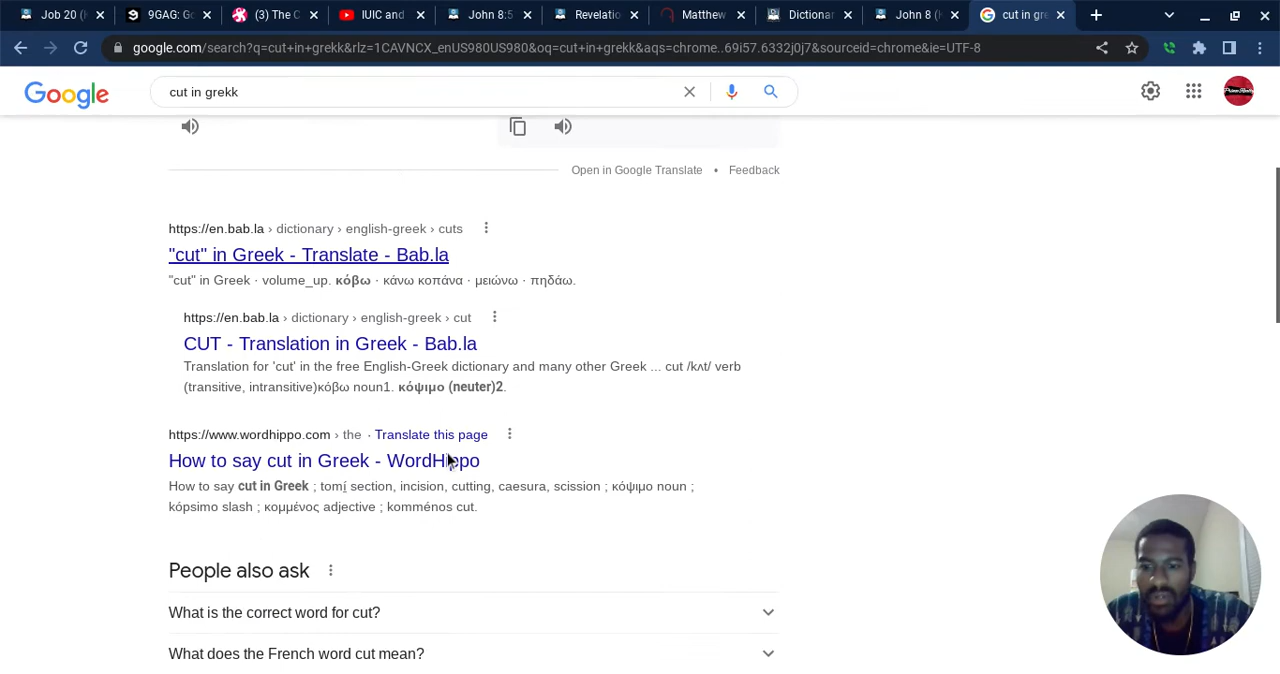 Job 20 (K
9GAG: Go
(3) The C
IUIC and
John 8:5
Revelatio
Matthew
Dictionar
John 8 (K
cut in gre
google.com/search?q=cut+in+grekk&rlz=1CAVNCX_enUS980US980&oq=cut+in+grekk&aqs=chrome..69i57.6332j0j7&sourceid=chrome&ie=UTF-8
Google
cut in grekk
Open in Google Translate • Feedback
https://en.bab.la › dictionary › english-greek › cuts
"cut" in Greek - Translate - Bab.la
"cut" in Greek · volume_up. κόβω · κάνω κοπάνα · μειώνω · πηδάω.
https://en.bab.la › dictionary › english-greek › cut
CUT - Translation in Greek - Bab.la
Translation for 'cut' in the free English-Greek dictionary and many other Greek ... cut /kʌt/ verb
(transitive, intransitive)κόβω noun1. κόψιμο (neuter)2.
https://www.wordhippo.com › the · Translate this page
How to say cut in Greek - WordHippo
How to say cut in Greek ; tomí section, incision, cutting, caesura, scission ; κόψιμο noun ;
kópsimo slash ; κομμένος adjective ; komménos cut.
People also ask
What is the correct word for cut?
What does the French word cut mean?